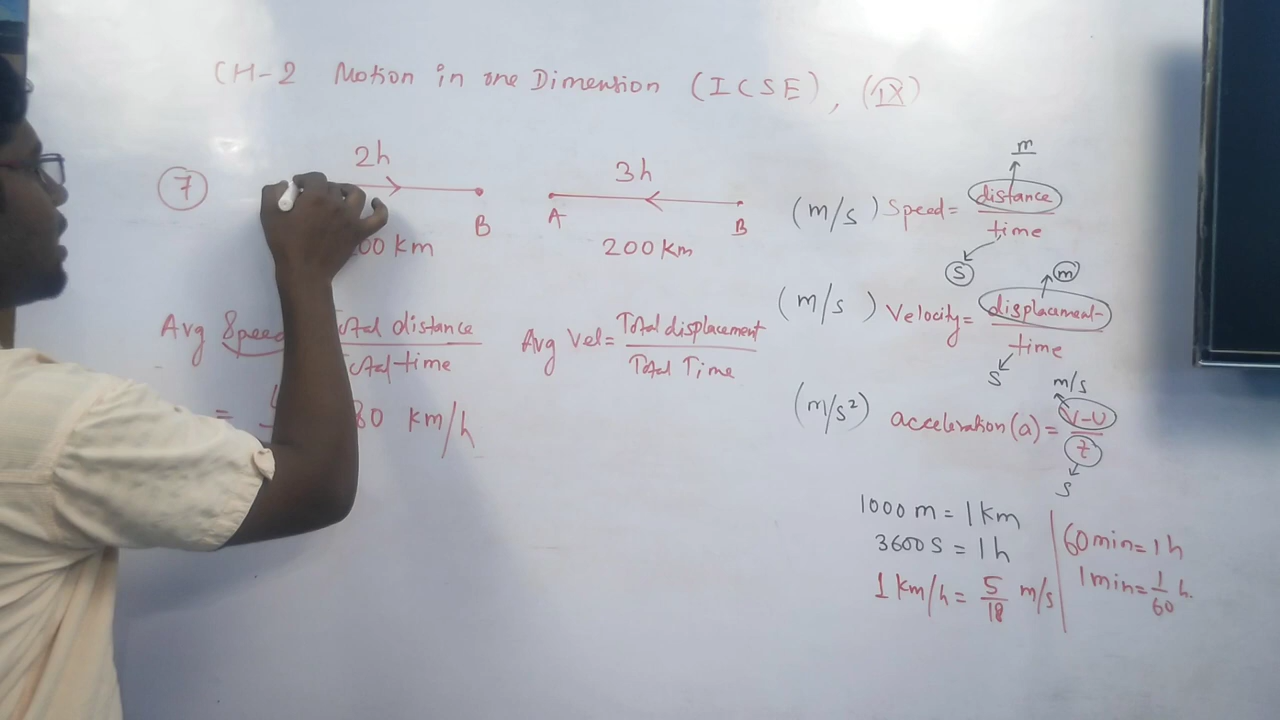 CH-2 Motion in one Dimension (ICSE), (IX)
7
2h
B
00 Km
3h
A
B
200 Km
Avg Speed
Total distance
Total time
=
80 km/h
Avg Vel = Total displacement
Total Time
m
(m/s) Speed = distance
time
S
m
(m/s) Velocity = displacement
time
S
m/s
(m/s²) acceleration (a) = V-U
t
S
1000 m = 1 Km
3600 S = 1 h
1 Km/h = 5/18 m/s
60 min = 1 h
1 min = 1/60 h.